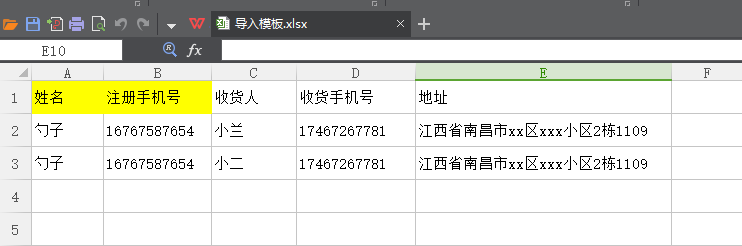 导入模板.xlsx
E10 fx
A B C D E F
1 姓名 注册手机号 收货人 收货手机号 地址
2 勺子 16767587654 小兰 17467267781 江西省南昌市xx区xxx小区2栋1109
3 勺子 16767587654 小二 17467267781 江西省南昌市xx区xxx小区2栋1109
4
5